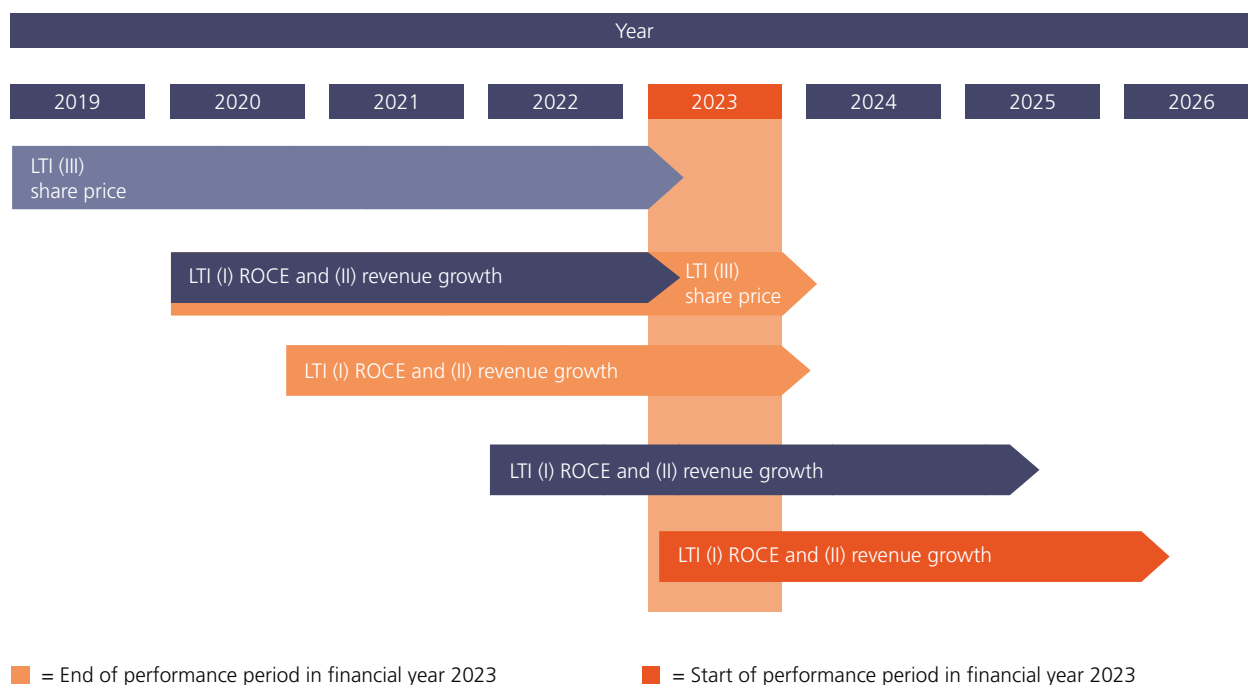 Year
2019 2020 2021 2022 2023 2024 2025 2026
LTI (III)
share price
LTI (I) ROCE and (II) revenue growth
LTI (III)
share price
LTI (I) ROCE and (II) revenue growth
LTI (I) ROCE and (II) revenue growth
LTI (I) ROCE and (II) revenue growth
= End of performance period in financial year 2023
= Start of performance period in financial year 2023